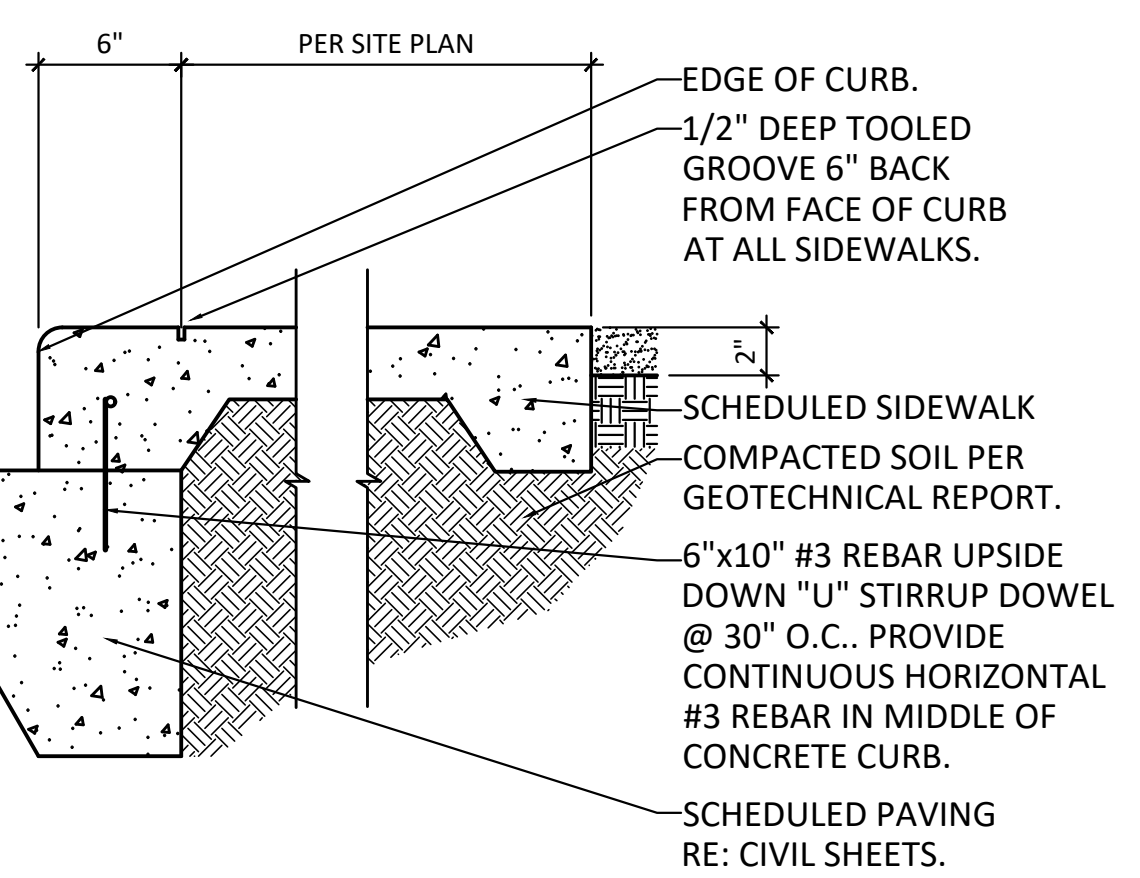 6"
PER SITE PLAN
EDGE OF CURB.
1/2" DEEP TOOLED
GROOVE 6" BACK
FROM FACE OF CURB
AT ALL SIDEWALKS.
2"
SCHEDULED SIDEWALK
COMPACTED SOIL PER
GEOTECHNICAL REPORT.
6"x10" #3 REBAR UPSIDE
DOWN "U" STIRRUP DOWEL
@ 30" O.C.. PROVIDE
CONTINUOUS HORIZONTAL
#3 REBAR IN MIDDLE OF
CONCRETE CURB.
SCHEDULED PAVING
RE: CIVIL SHEETS.